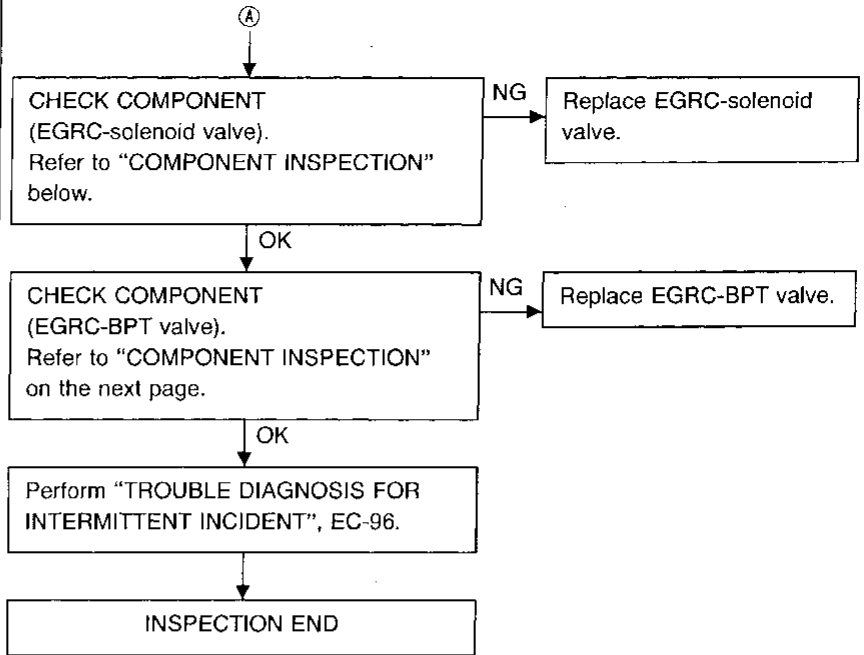 Ⓐ
CHECK COMPONENT
(EGRC-solenoid valve).
Refer to “COMPONENT INSPECTION”
below.
NG
Replace EGRC-solenoid
valve.
OK
CHECK COMPONENT
(EGRC-BPT valve).
Refer to “COMPONENT INSPECTION”
on the next page.
NG
Replace EGRC-BPT valve.
OK
Perform “TROUBLE DIAGNOSIS FOR
INTERMITTENT INCIDENT”, EC-96.
INSPECTION END